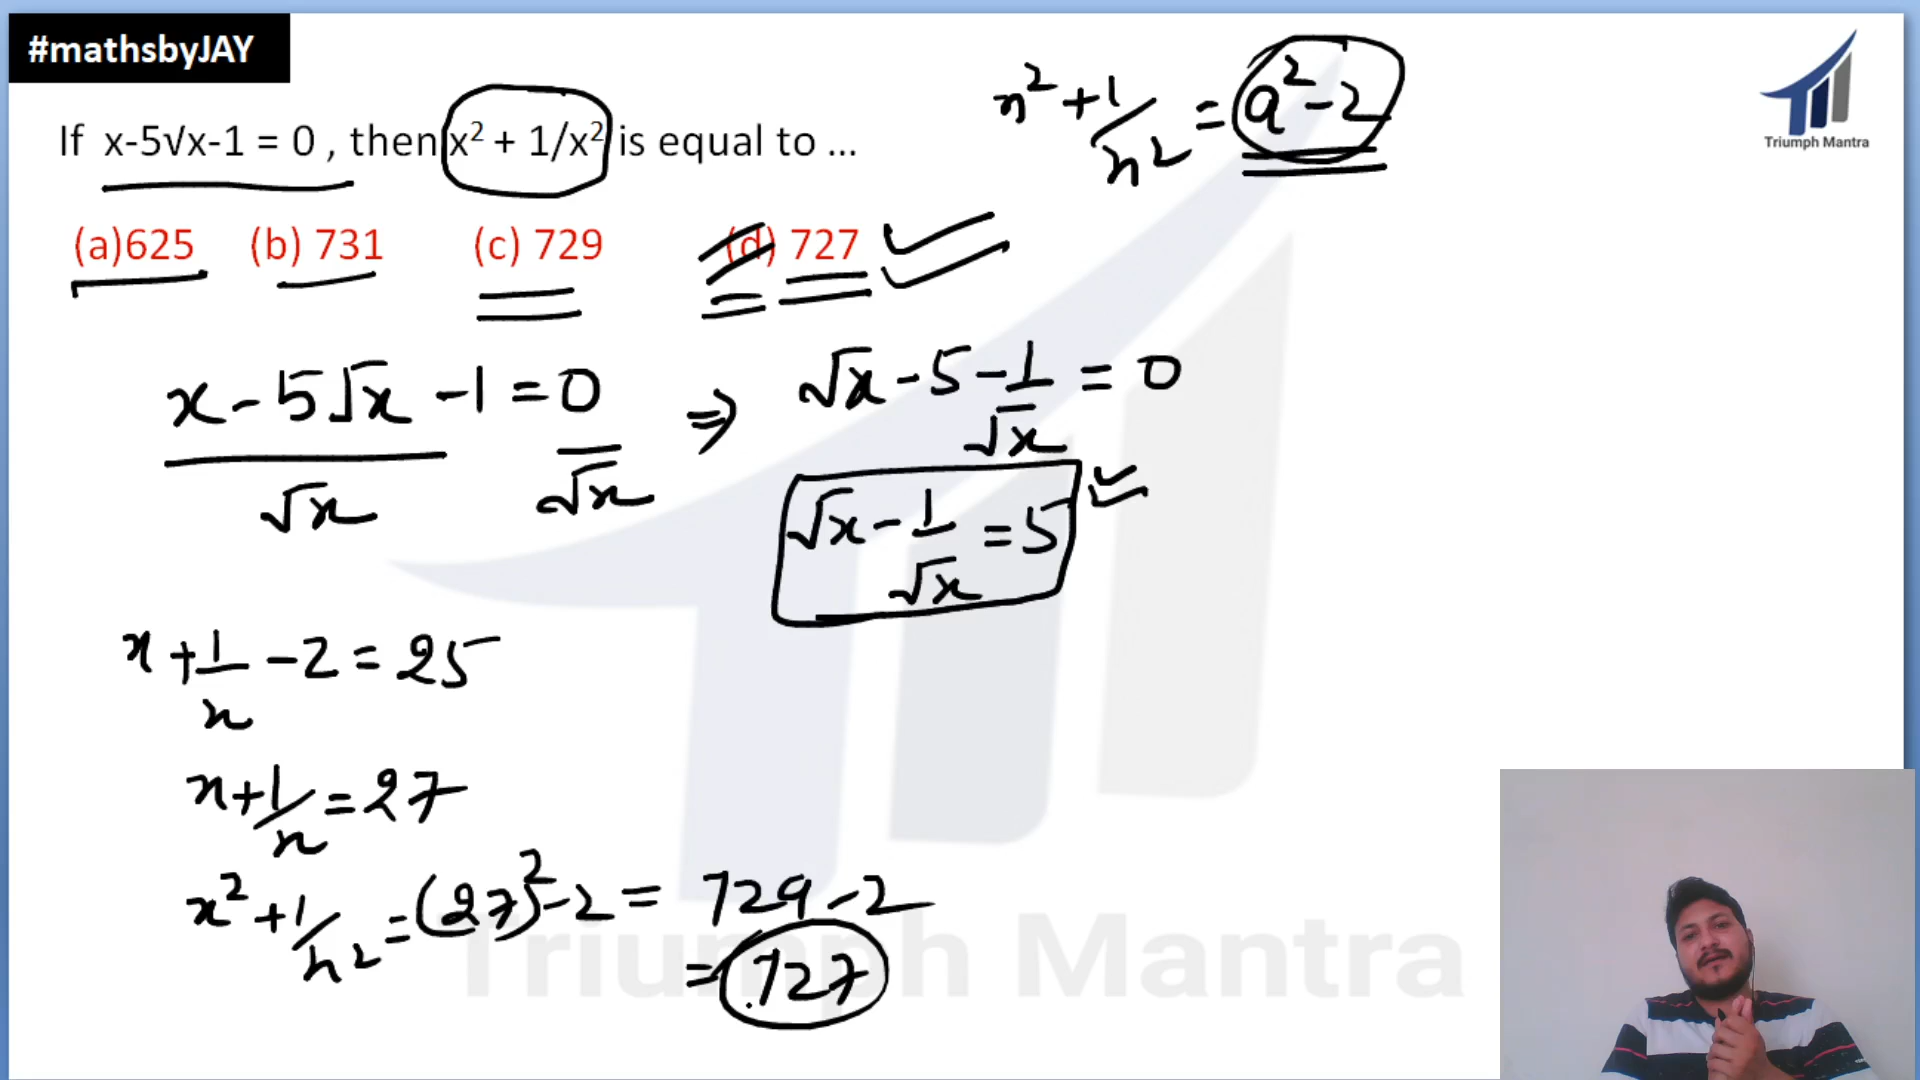 #mathsbyJAY
If x-5√x-1 = 0 , then x² + 1/x² is equal to ...
x² + 1/x² = a² - 2
Triumph Mantra
(a)625 (b) 731 (c) 729 (d) 727
x - 5√x - 1 = 0 ⇒ √x - 5 - 1 = 0
√x √x √x
√x - 1 = 5
√x
x + 1 - 2 = 25
x
x + 1/x = 27
x² + 1/x² = (27)² - 2 = 729 - 2
= 727
Triumph Mantra